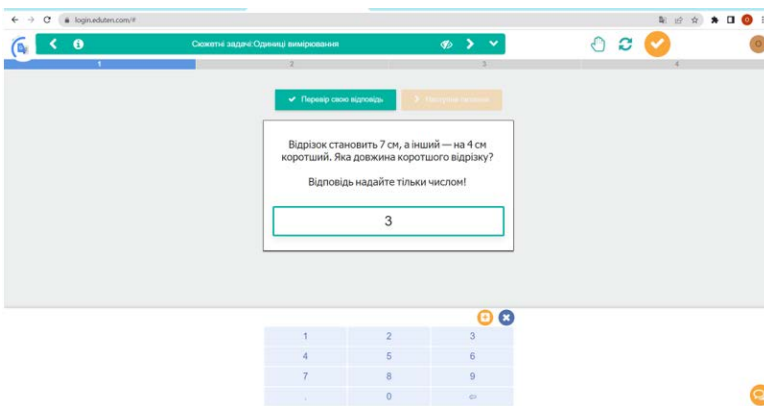 login.eduten.com/#
Сюжетні задачі:Одиниці вимірювання
1 2 3 4
Перевір свою відповідь
Відрізок становить 7 см, а інший — на 4 см
коротший. Яка довжина коротшого відрізку?
Відповідь надайте тільки числом!
3
1 2 3
4 5 6
7 8 9
. 0